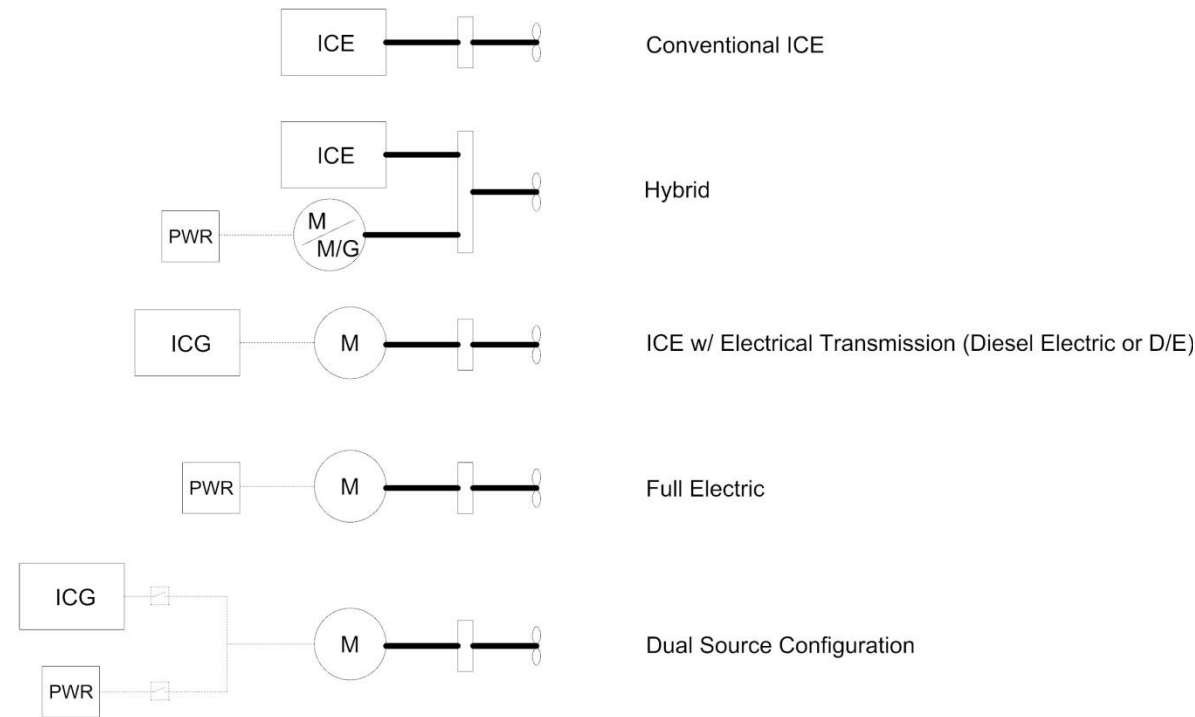 ICE
Conventional ICE
ICE
Hybrid
PWR
M
M/G
ICG
M
ICE w/ Electrical Transmission (Diesel Electric or D/E)
PWR
M
Full Electric
ICG
M
Dual Source Configuration
PWR